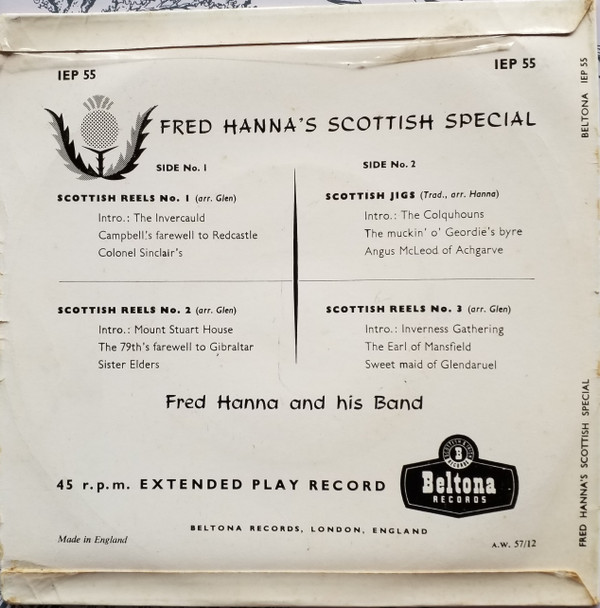 IEP 55
IEP 55
FRED HANNA'S SCOTTISH SPECIAL
SIDE No. 1
SCOTTISH REELS No. 1 (arr. Glen)
Intro.: The Invercauld
Campbell's farewell to Redcastle
Colonel Sinclair's
SCOTTISH REELS No. 2 (arr. Glen)
Intro.: Mount Stuart House
The 79th's farewell to Gibraltar
Sister Elders
SIDE No. 2
SCOTTISH JIGS (Trad., arr. Hanna)
Intro.: The Colquhouns
The muckin' o' Geordie's byre
Angus McLeod of Achgarve
SCOTTISH REELS No. 3 (arr. Glen)
Intro.: Inverness Gathering
The Earl of Mansfield
Sweet maid of Glendaruel
Fred Hanna and his Band
45 r.p.m. EXTENDED PLAY RECORD
B
Beltona
RECORDS
BELTONA RECORDS, LONDON, ENGLAND
Made in England
A.W. 57/12
BELTONA IEP 55
FRED HANNA'S SCOTTISH SPECIAL